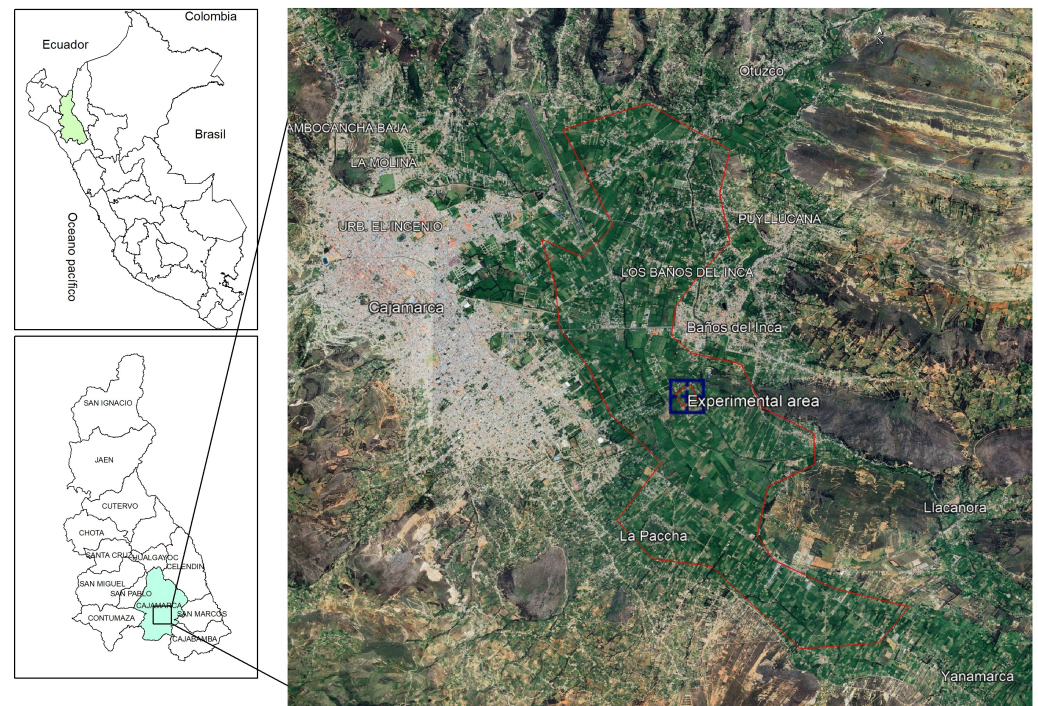 Colombia
Ecuador
Brasil
Oceano pacífico
SAN IGNACIO
JAEN
CUTERVO
CHOTA
SANTA CRUZ
HUALGAYOC
CELENDIN
SAN MIGUEL
SAN PABLO
CAJAMARCA
SAN MARCOS
CONTUMAZA
CAJABAMBA
Otuzco
AMBOCANCHA BAJA
LA MOLINA
PUYLLUCANA
URB. EL INGENIO
LOS BAÑOS DEL INCA
Cajamarca
Baños del Inca
Experimental area
Llacanora
La Paccha
Yanamarca